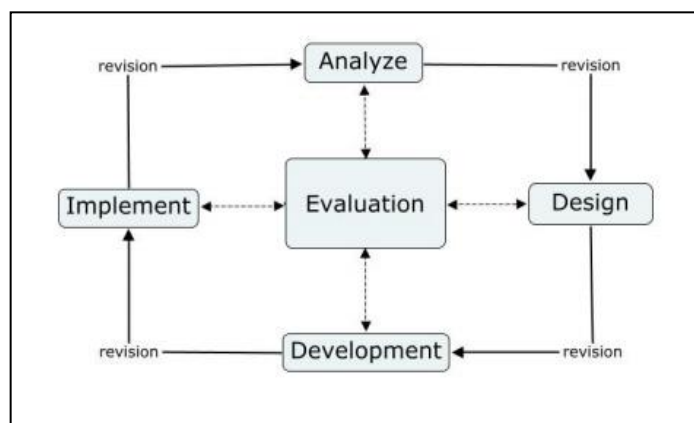 revision
Analyze
revision
Implement
Evaluation
Design
revision
Development
revision